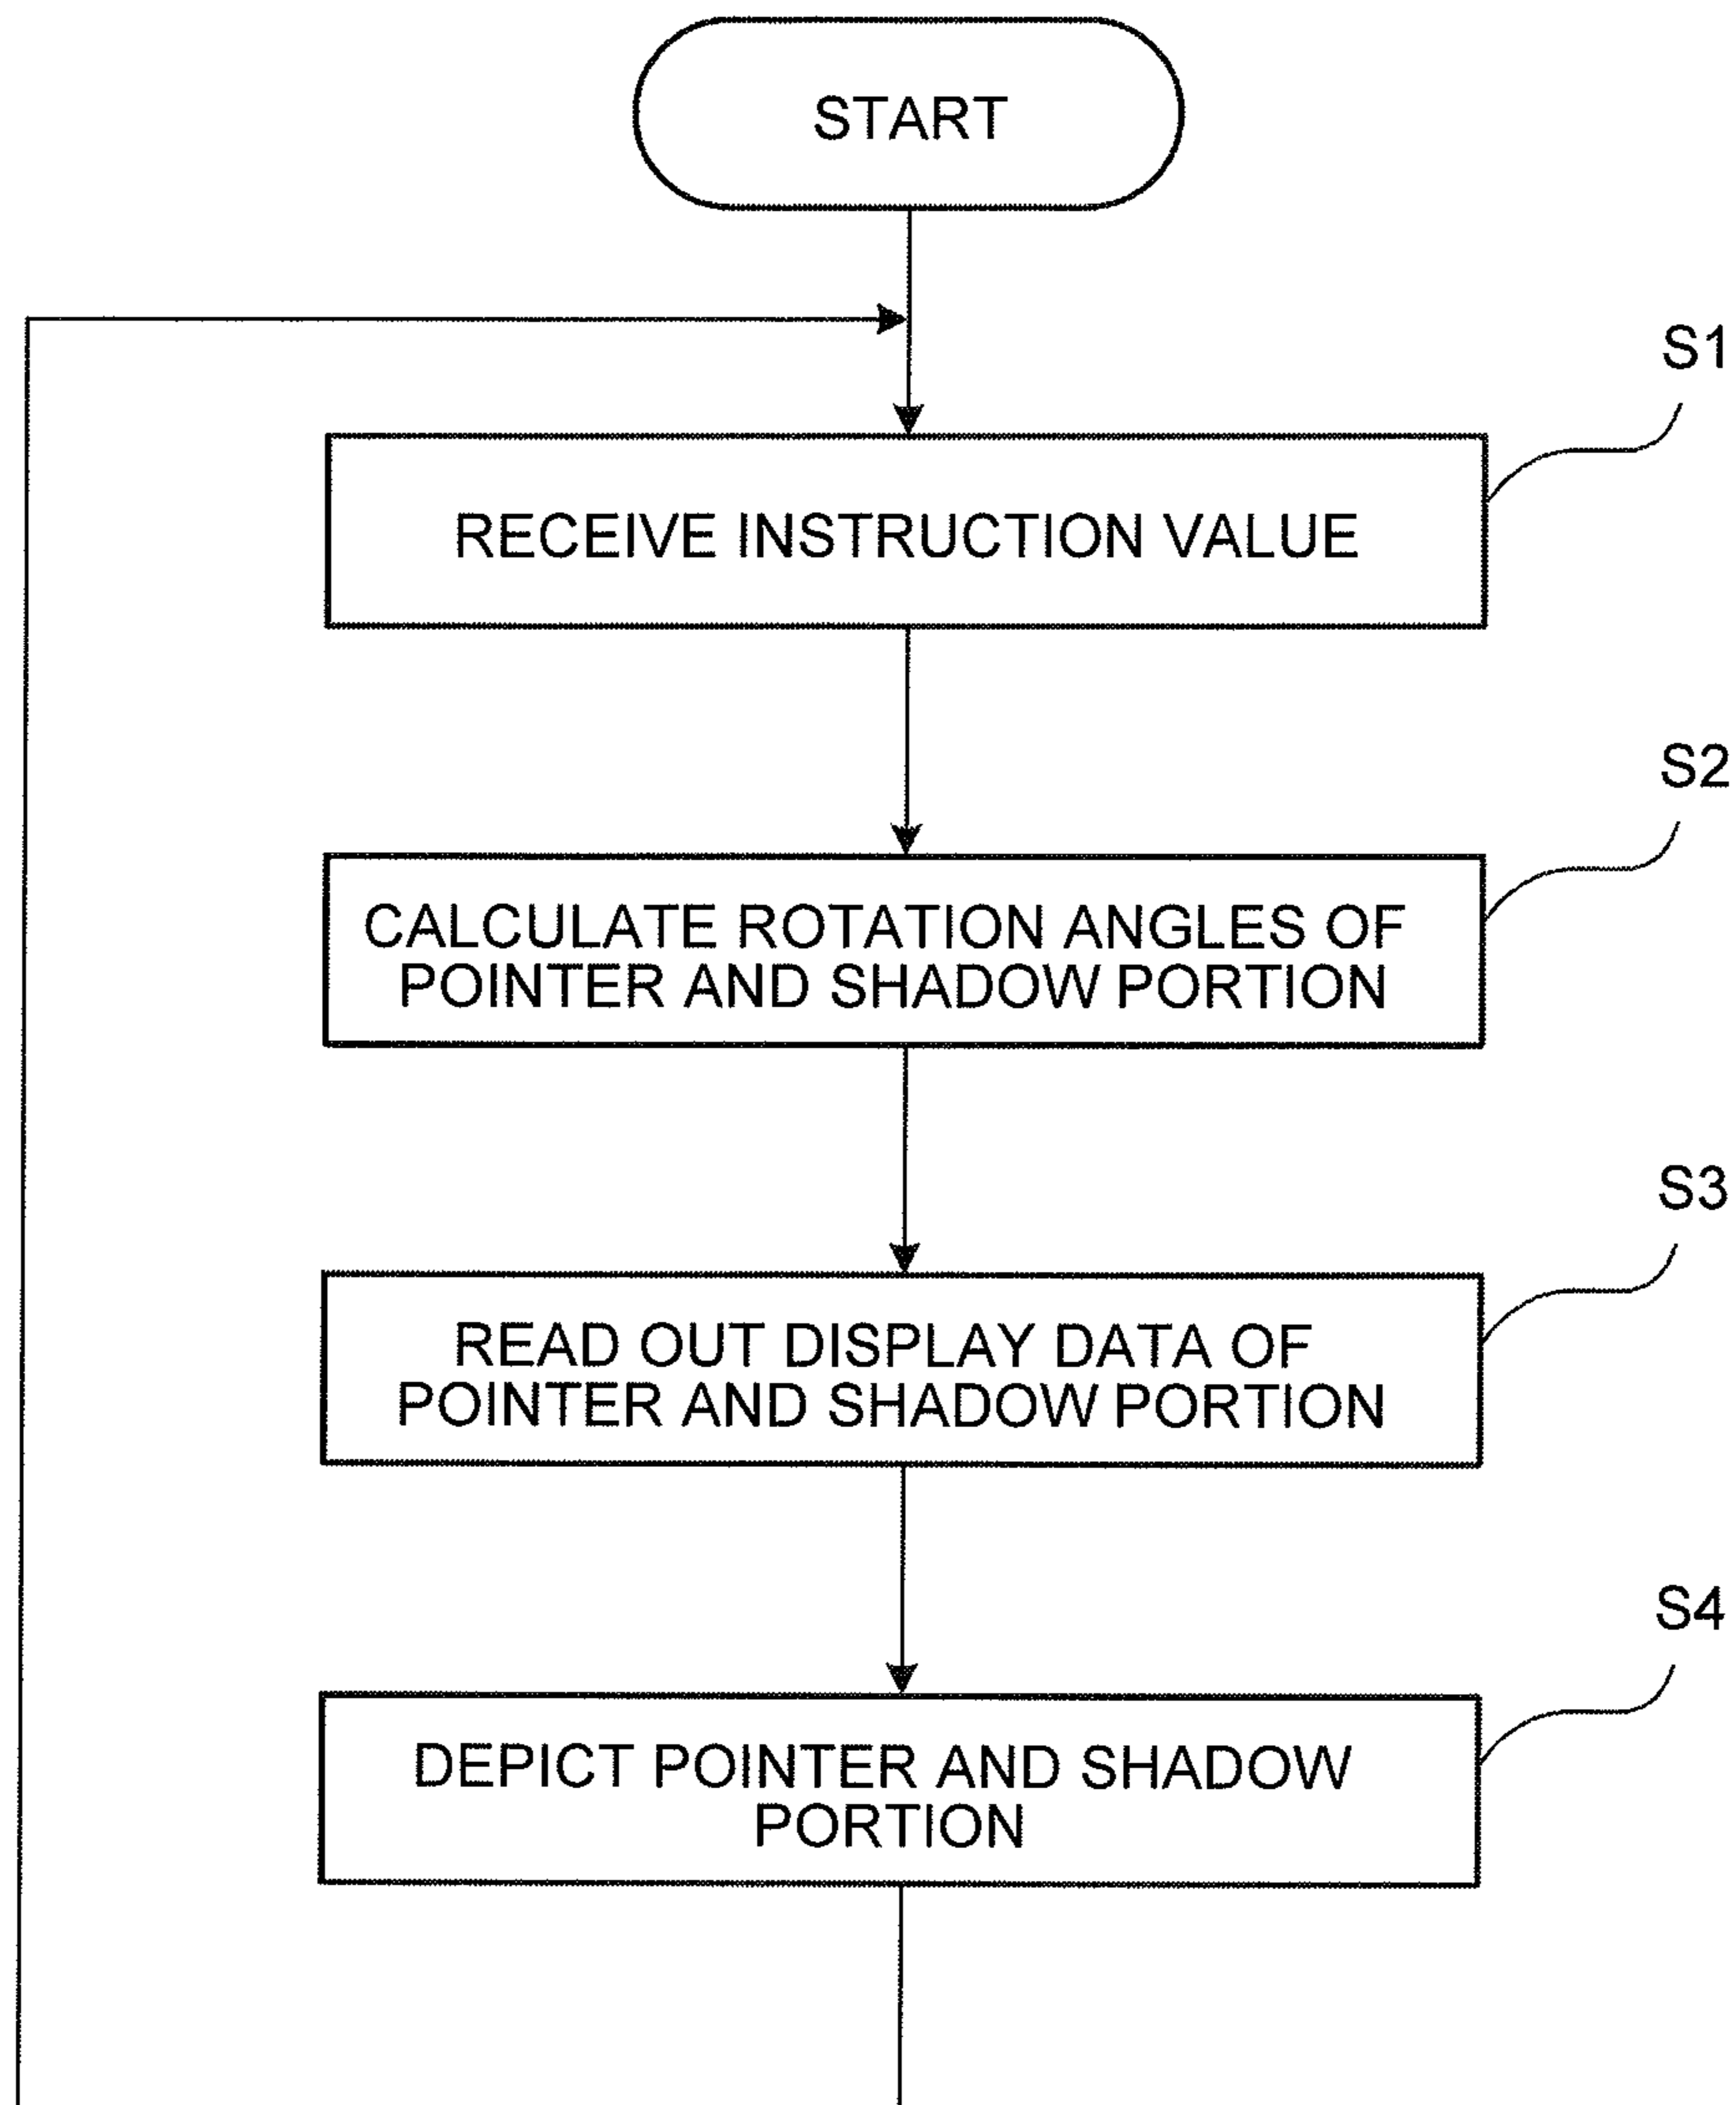 START
S1
RECEIVE INSTRUCTION VALUE
S2
CALCULATE ROTATION ANGLES OF
POINTER AND SHADOW PORTION
S3
READ OUT DISPLAY DATA OF
POINTER AND SHADOW PORTION
S4
DEPICT POINTER AND SHADOW
PORTION